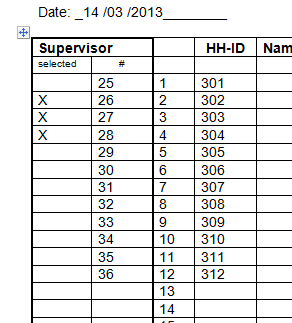 Date: _14 /03 /2013________
Supervisor HH-ID Nam
selected #
25 1 301
X 26 2 302
X 27 3 303
X 28 4 304
29 5 305
30 6 306
31 7 307
32 8 308
33 9 309
34 10 310
35 11 311
36 12 312
13
14